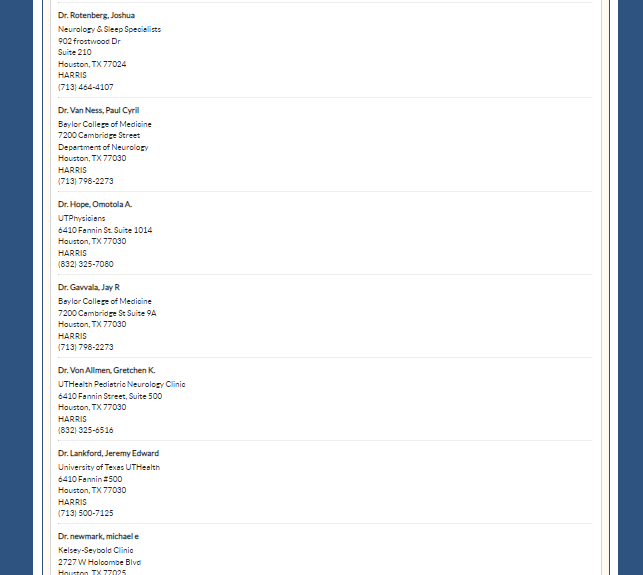 Dr. Rotenberg, Joshua
Neurology & Sleep Specialists
902 frostwood Dr
Suite 210
Houston, TX 77024
HARRIS
(713) 464-4107
Dr. Van Ness, Paul Cyril
Baylor College of Medicine
7200 Cambridge Street
Department of Neurology
Houston, TX 77030
HARRIS
(713) 798-2273
Dr. Hope, Omotola A.
UTPhysicians
6410 Fannin St. Suite 1014
Houston, TX 77030
HARRIS
(832) 325-7080
Dr. Gavvala, Jay R
Baylor College of Medicine
7200 Cambridge St Suite 9A
Houston, TX 77030
HARRIS
(713) 798-2273
Dr. Von Allmen, Gretchen K.
UTHealth Pediatric Neurology Clinic
6410 Fannin Street, Suite 500
Houston, TX 77030
HARRIS
(832) 325-6516
Dr. Lankford, Jeremy Edward
University of Texas UTHealth
6410 Fannin #500
Houston, TX 77030
HARRIS
(713) 500-7125
Dr. newmark, michael e
Kelsey-Seybold Clinic
2727 W Holcombe Blvd
Houston, TX 77025